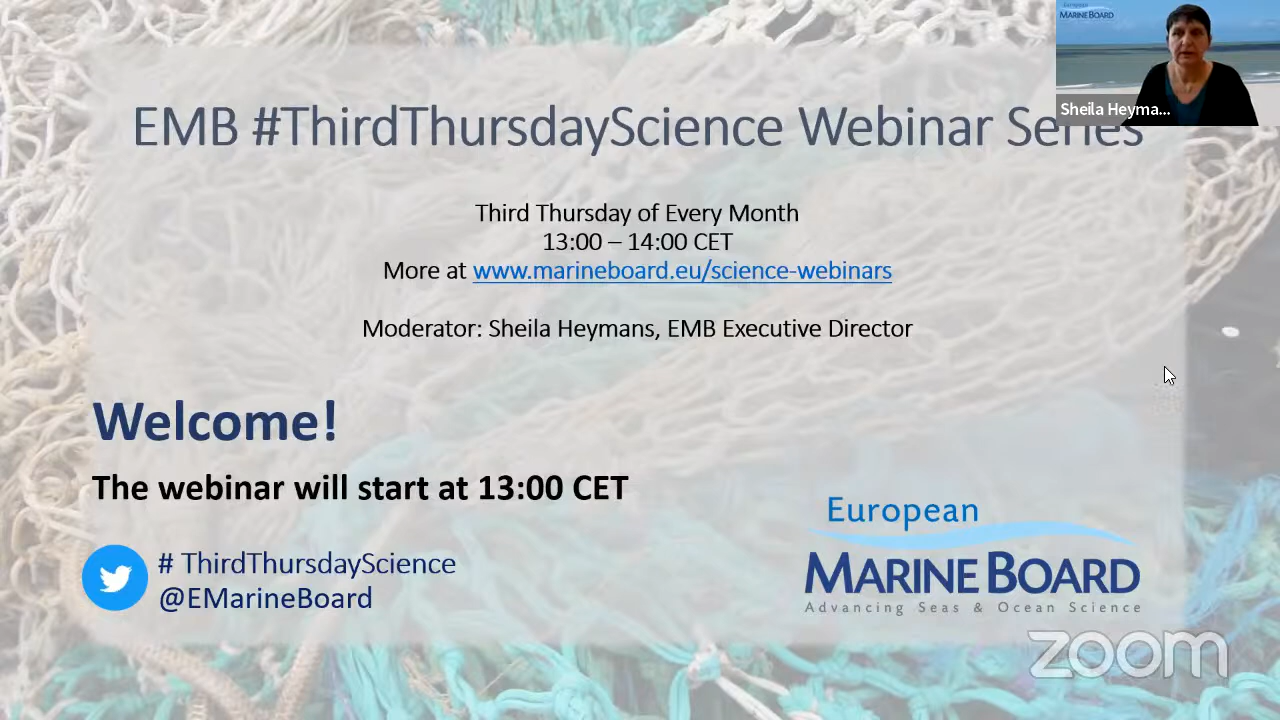 European
MARINE BOARD
Sheila Heyma...
EMB #ThirdThursdayScience Webinar Series
Third Thursday of Every Month
13:00 – 14:00 CET
More at www.marineboard.eu/science-webinars
Moderator: Sheila Heymans, EMB Executive Director
Welcome!
The webinar will start at 13:00 CET
# ThirdThursdayScience
@EMarineBoard
European
MARINE BOARD
Advancing Seas & Ocean Science
zoom